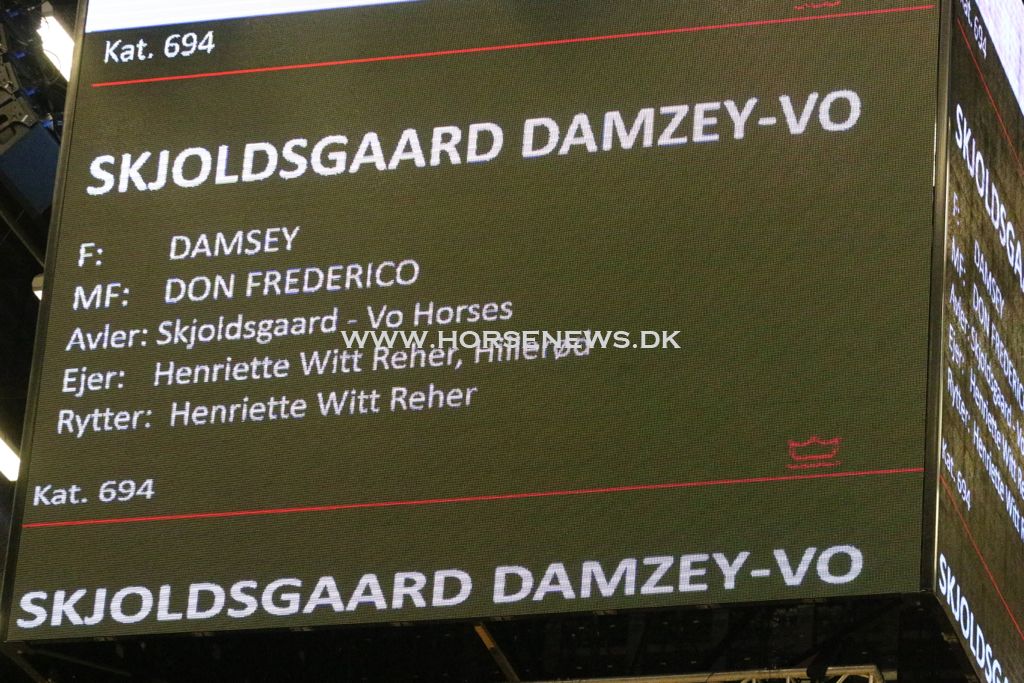 Kat. 694
SKJOLDSGAARD DAMZEY-VO
F: DAMSEY
MF: DON FREDERICO
Avler: Skjoldsgaard - Vo Horses
WWW.HORSENEWS.DK
Ejer: Henriette Witt Reher, Hillerød
Rytter: Henriette Witt Reher
Kat. 694
SKJOLDSGAARD DAMZEY-VO